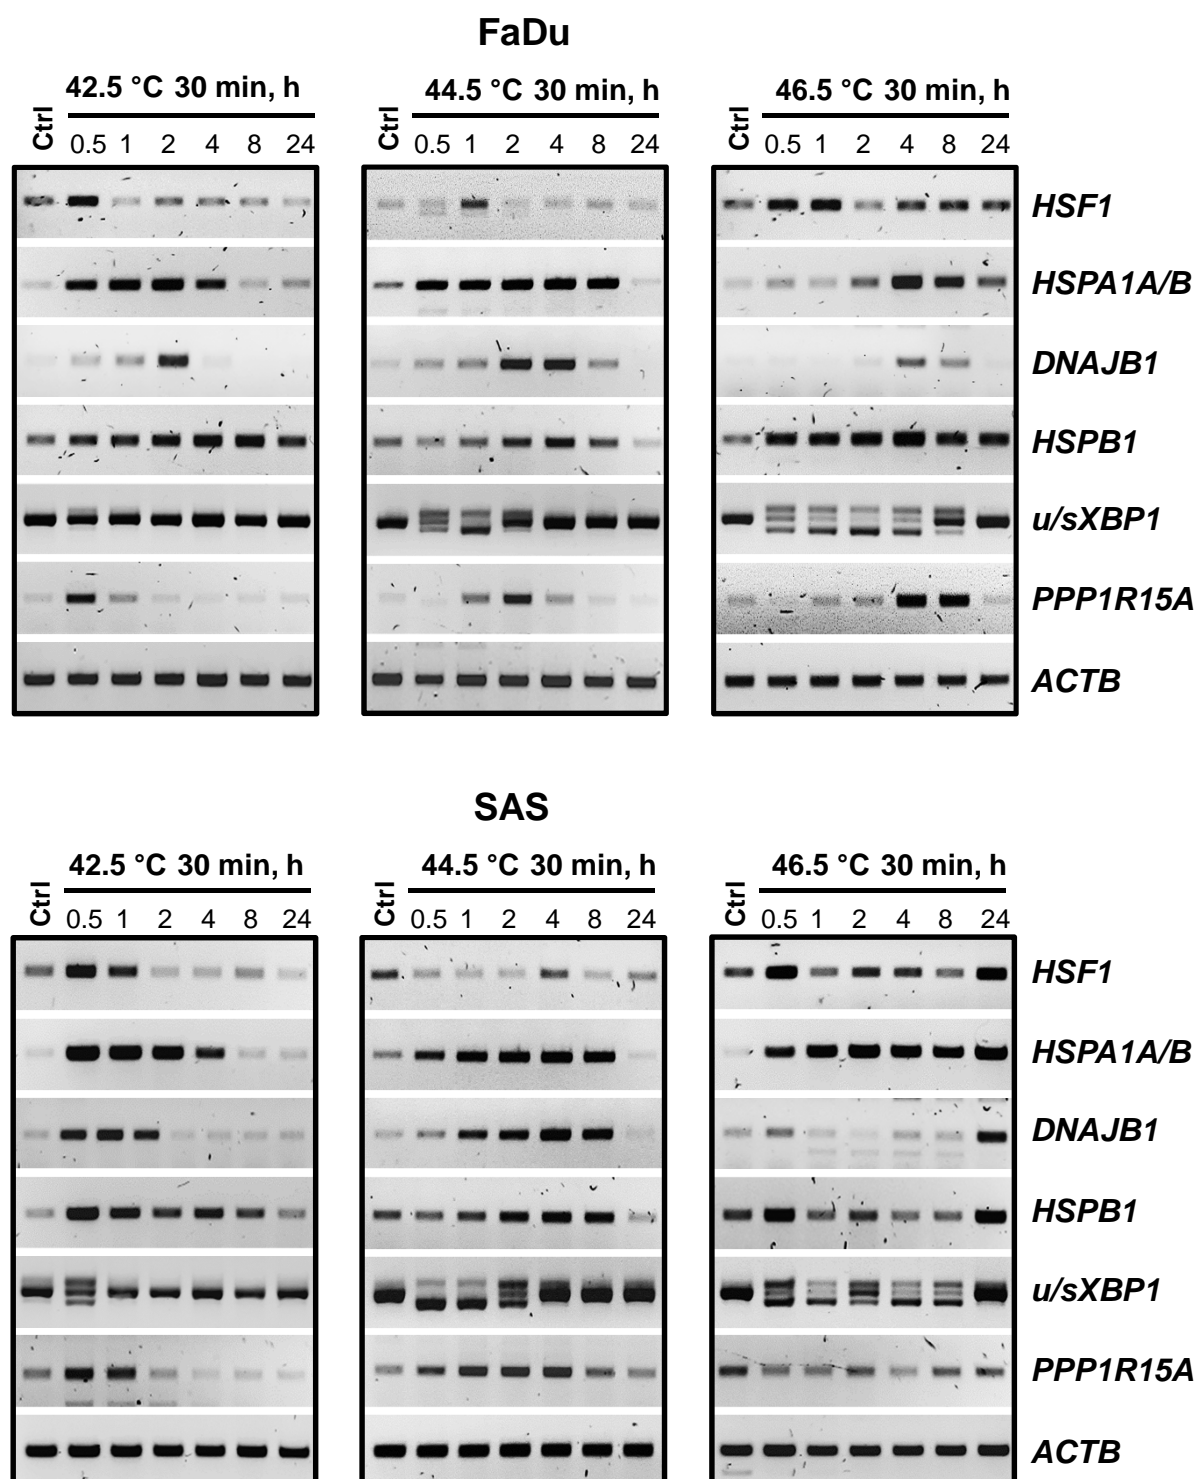 FaDu
42.5 °C 30 min, h
44.5 °C 30 min, h
46.5 °C 30 min, h
Ctrl 0.5 1 2 4 8 24
Ctrl 0.5 1 2 4 8 24
Ctrl 0.5 1 2 4 8 24
HSF1
HSPA1A/B
DNAJB1
HSPB1
u/sXBP1
PPP1R15A
ACTB
SAS
42.5 °C 30 min, h
44.5 °C 30 min, h
46.5 °C 30 min, h
Ctrl 0.5 1 2 4 8 24
Ctrl 0.5 1 2 4 8 24
Ctrl 0.5 1 2 4 8 24
HSF1
HSPA1A/B
DNAJB1
HSPB1
u/sXBP1
PPP1R15A
ACTB